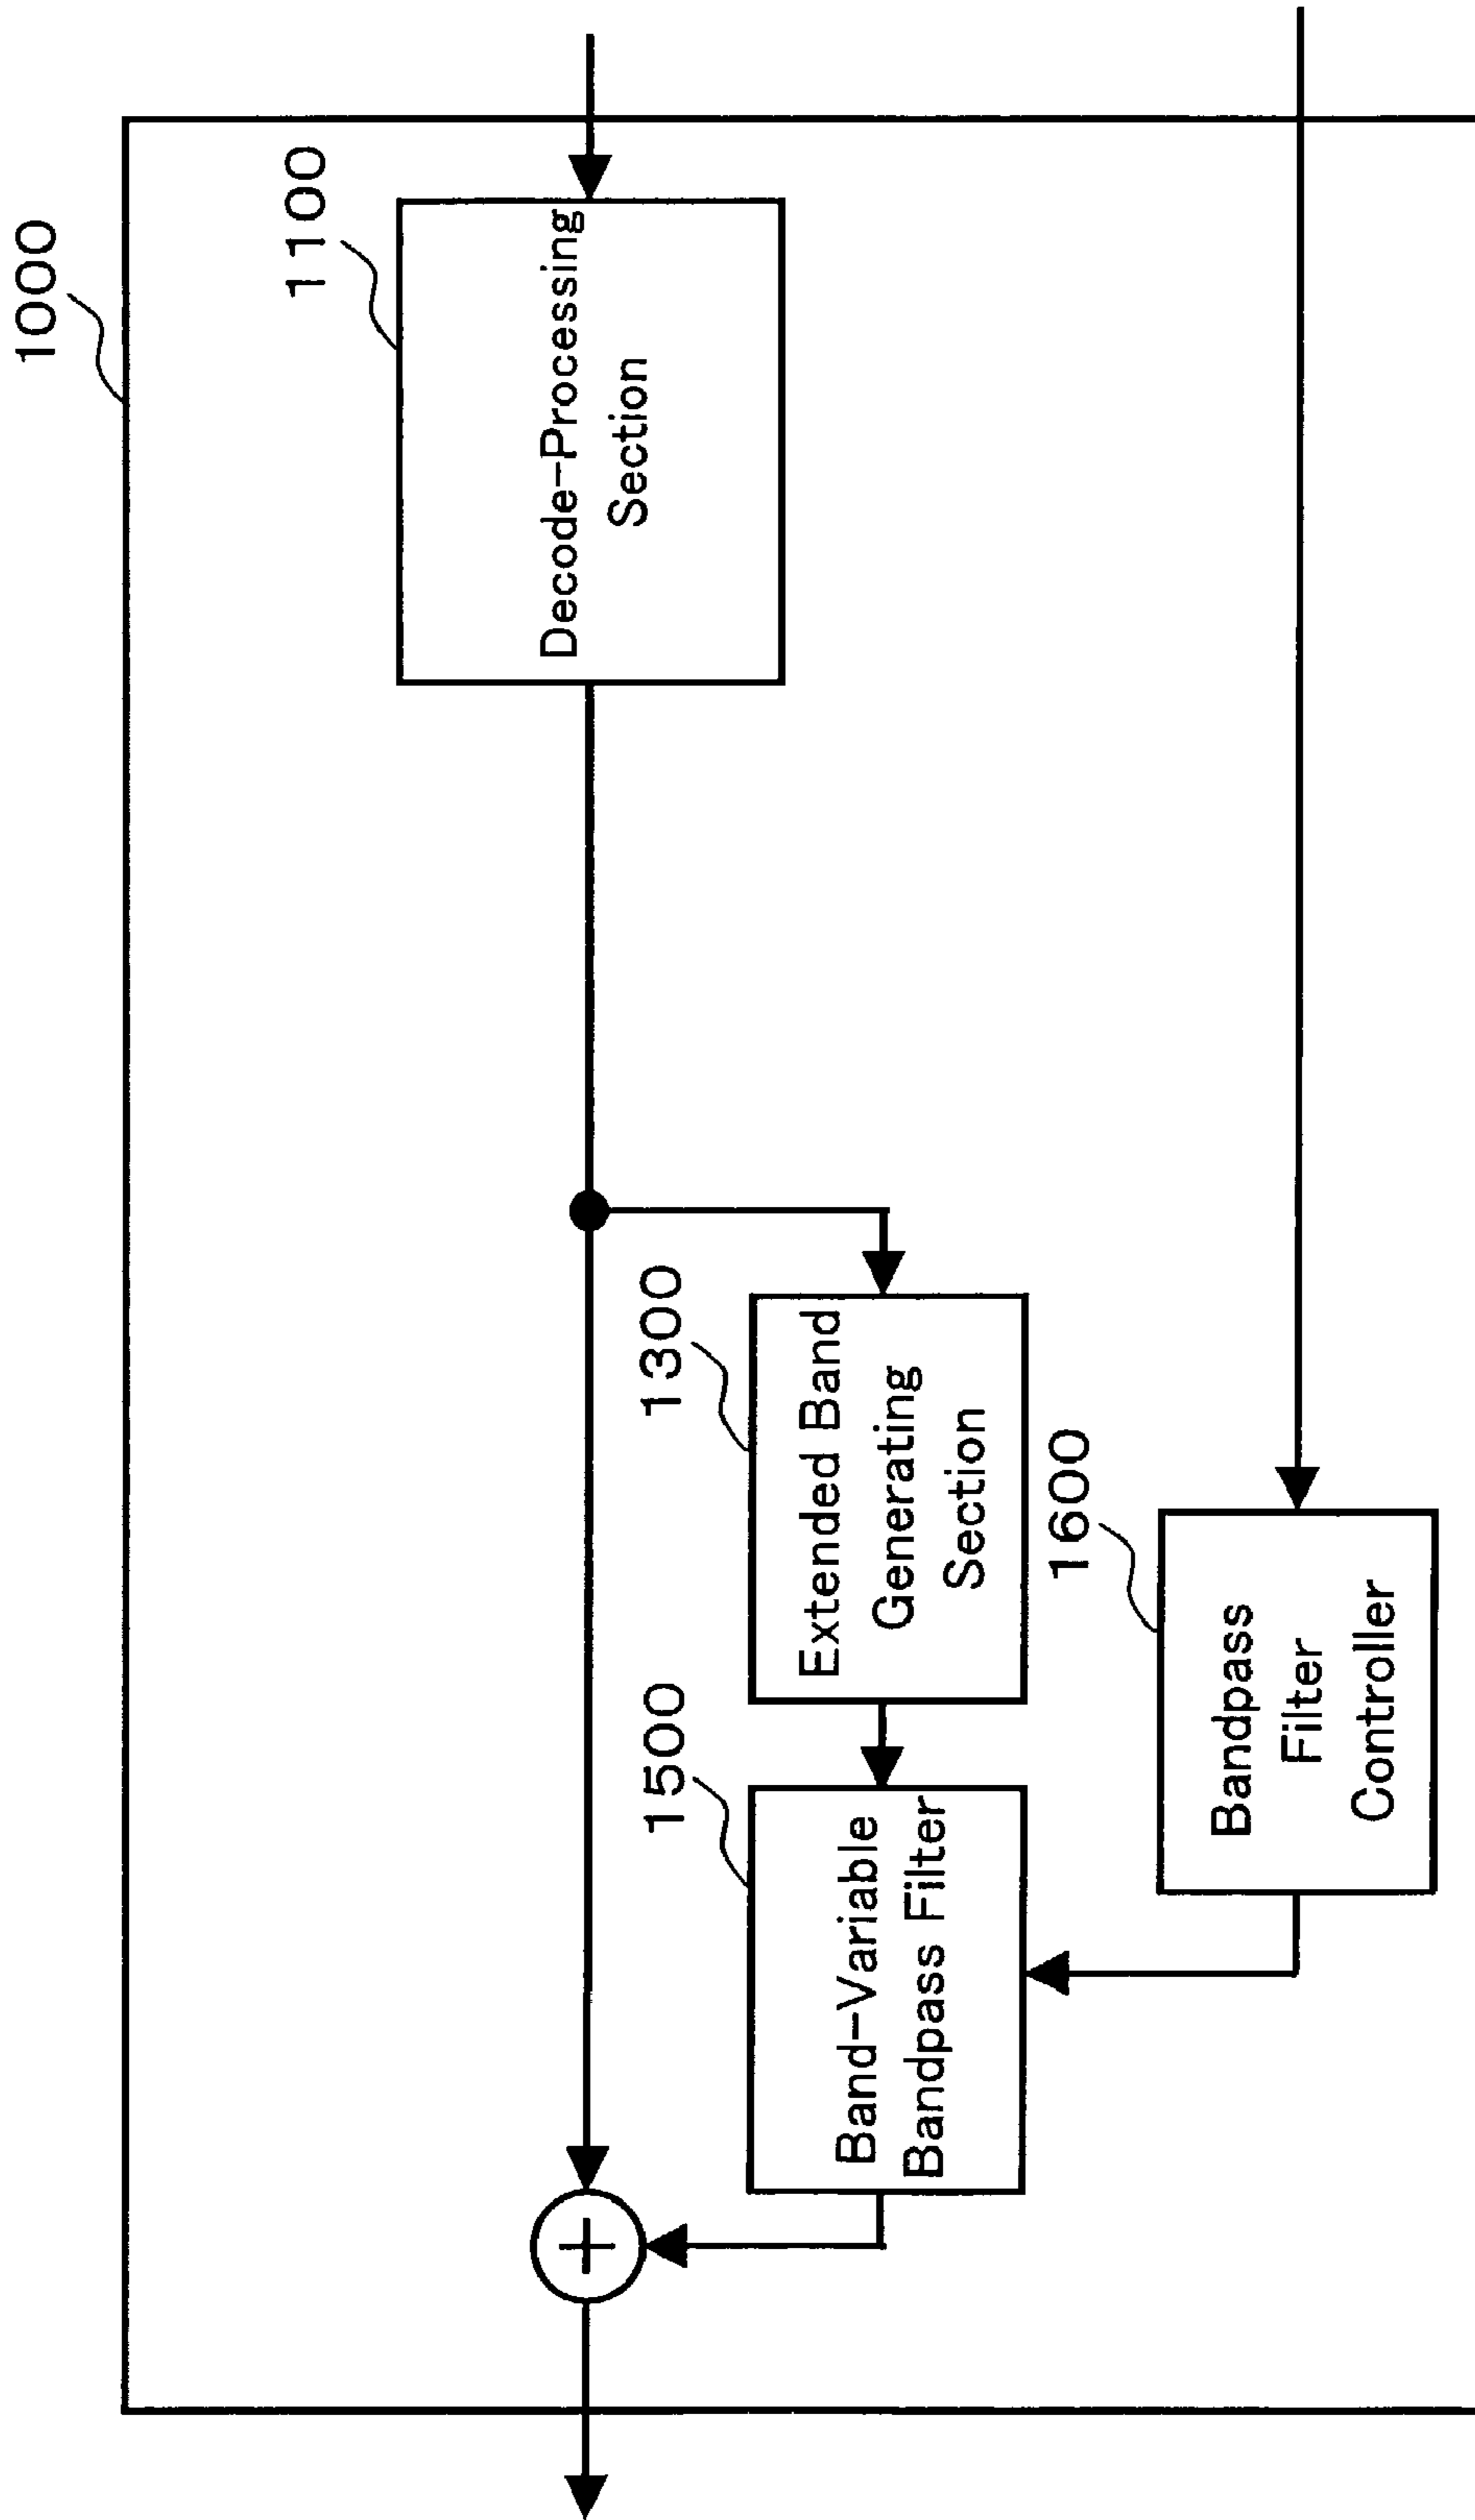 1000
1100
Decode-Processing
Section
1300
Extended Band
Generating
Section
1500
Band-Variable
Bandpass Filter
1600
Bandpass
Filter
Controller
+